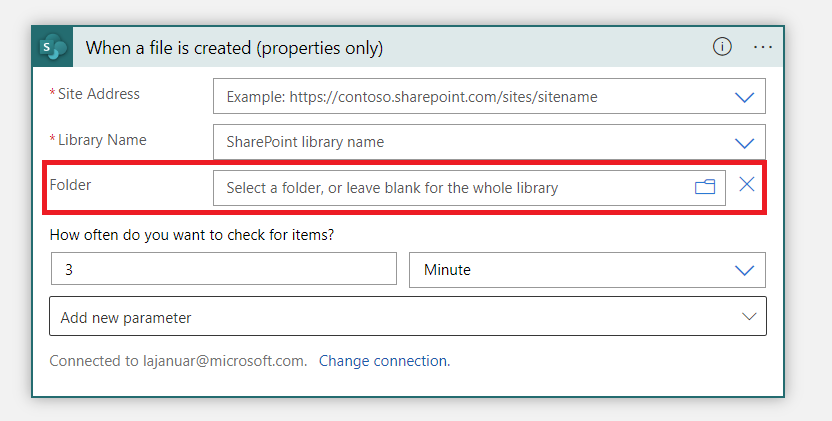 S
When a file is created (properties only)
* Site Address
Example: https://contoso.sharepoint.com/sites/sitename
* Library Name
SharePoint library name
Folder
Select a folder, or leave blank for the whole library
How often do you want to check for items?
3
Minute
Add new parameter
Connected to lajanuar@microsoft.com. Change connection.